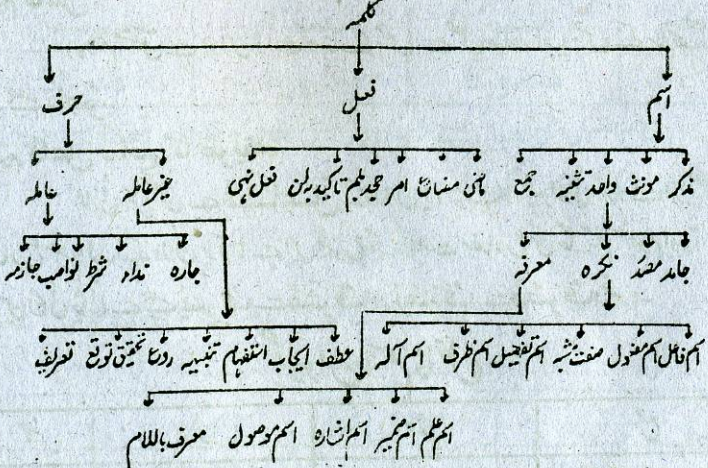 کلمہ
اسم فعل حرف
مذکر مونث واحد تثنیہ جمع ماضی مضارع امر جحد بلم تاکید بلن فعل نہی غیر عاملہ عاملہ
جامد مصدر نکرہ معرفہ جارہ نداء شرط نواصب جازمہ
اسم فاعل اسم مفعول صفت مشبہ اسم تفضیل اسم ظرف اسم آلہ عطف ایجاب استفہام تنبیہ ردع تحقیق توقع تعریف
اسم علم اسم ضمیر اسم اشارہ اسم موصول معرف باللام